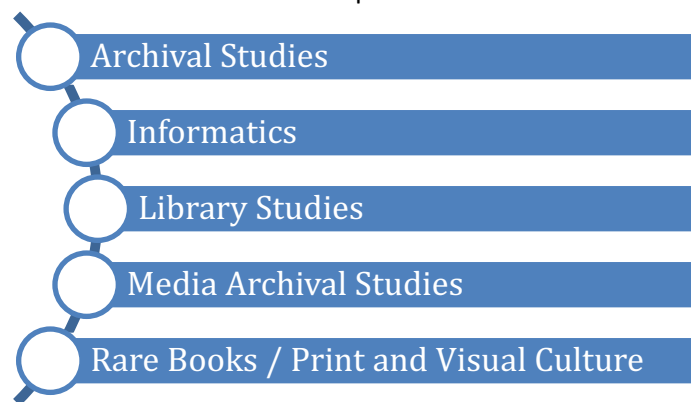 Archival Studies
Informatics
Library Studies
Media Archival Studies
Rare Books / Print and Visual Culture